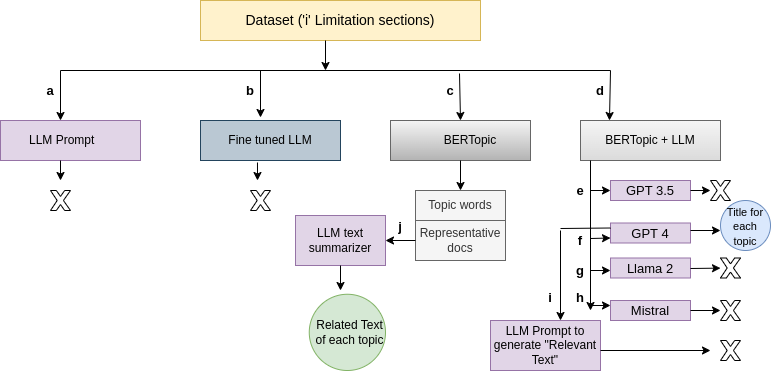 Dataset ('i' Limitation sections)
a
b
c
d
LLM Prompt
Fine tuned LLM
BERTopic
BERTopic + LLM
e
GPT 3.5
Topic words
Representative
docs
j
LLM text
summarizer
f
GPT 4
Title for
each
topic
g
Llama 2
h
Mistral
i
LLM Prompt to
generate "Relevant
Text"
Related Text
of each topic